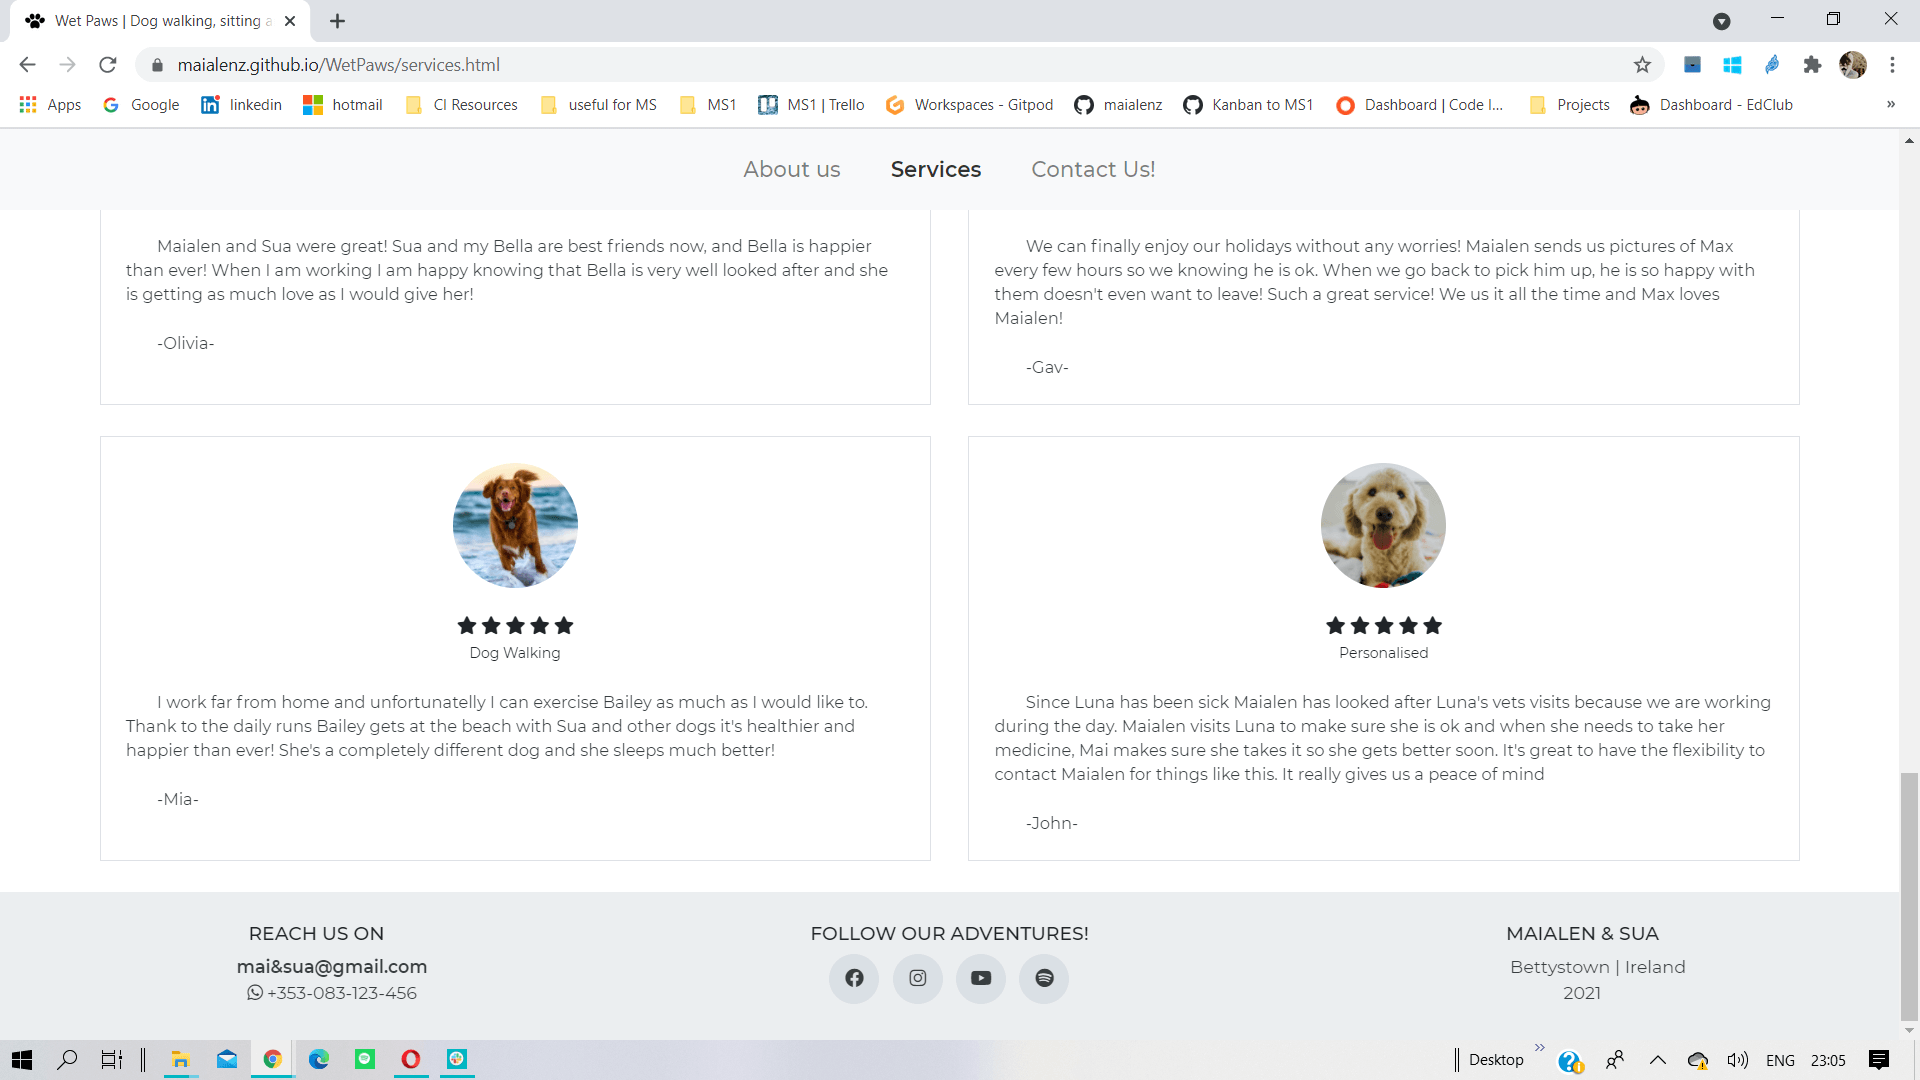 Wet Paws | Dog walking, sitting a
maialenz.github.io/WetPaws/services.html
Apps Google linkedin hotmail CI Resources useful for MS MS1 MS1 | Trello Workspaces - Gitpod maialenz Kanban to MS1 Dashboard | Code I... Projects Dashboard - EdClub »
About us Services Contact Us!
Maialen and Sua were great! Sua and my Bella are best friends now, and Bella is happier
than ever! When I am working I am happy knowing that Bella is very well looked after and she
is getting as much love as I would give her!
-Olivia-
We can finally enjoy our holidays without any worries! Maialen sends us pictures of Max
every few hours so we knowing he is ok. When we go back to pick him up, he is so happy with
them doesn't even want to leave! Such a great service! We us it all the time and Max loves
Maialen!
-Gav-
Dog Walking
I work far from home and unfortunatelly I can exercise Bailey as much as I would like to.
Thank to the daily runs Bailey gets at the beach with Sua and other dogs it's healthier and
happier than ever! She's a completely different dog and she sleeps much better!
-Mia-
Personalised
Since Luna has been sick Maialen has looked after Luna's vets visits because we are working
during the day. Maialen visits Luna to make sure she is ok and when she needs to take her
medicine, Mai makes sure she takes it so she gets better soon. It's great to have the flexibility to
contact Maialen for things like this. It really gives us a peace of mind
-John-
REACH US ON
mai&sua@gmail.com
+353-083-123-456
FOLLOW OUR ADVENTURES!
MAIALEN & SUA
Bettystown | Ireland
2021
Desktop » ENG 23:05